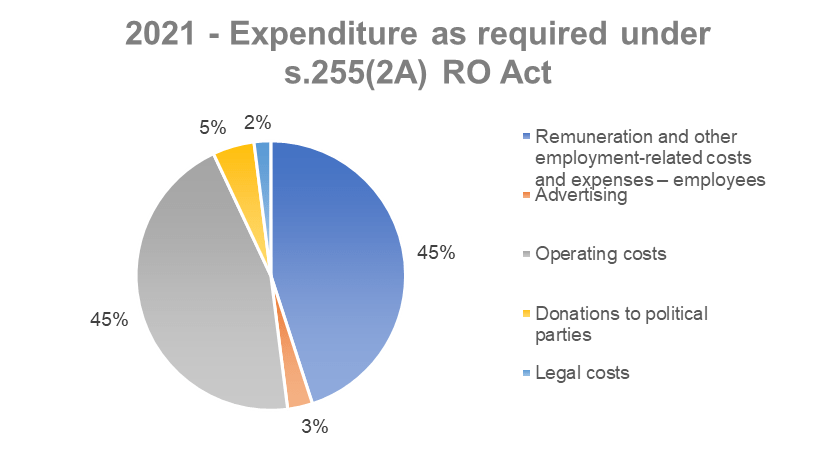 2021 - Expenditure as required under
s.255(2A) RO Act
5%
2%
45%
45%
3%
Remuneration and other
employment-related costs
and expenses – employees
Advertising
Operating costs
Donations to political
parties
Legal costs